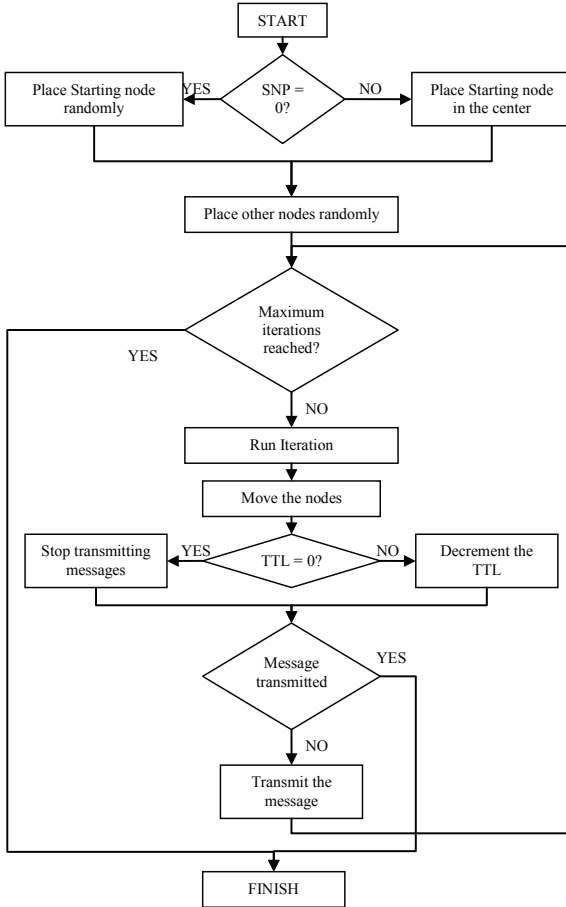 START
Place Starting node
randomly
YES
SNP =
0?
NO
Place Starting node
in the center
Place other nodes randomly
Maximum
iterations
reached?
YES
NO
Run Iteration
Move the nodes
Stop transmitting
messages
YES
TTL = 0?
NO
Decrement the
TTL
Message
transmitted
YES
NO
Transmit the
message
FINISH